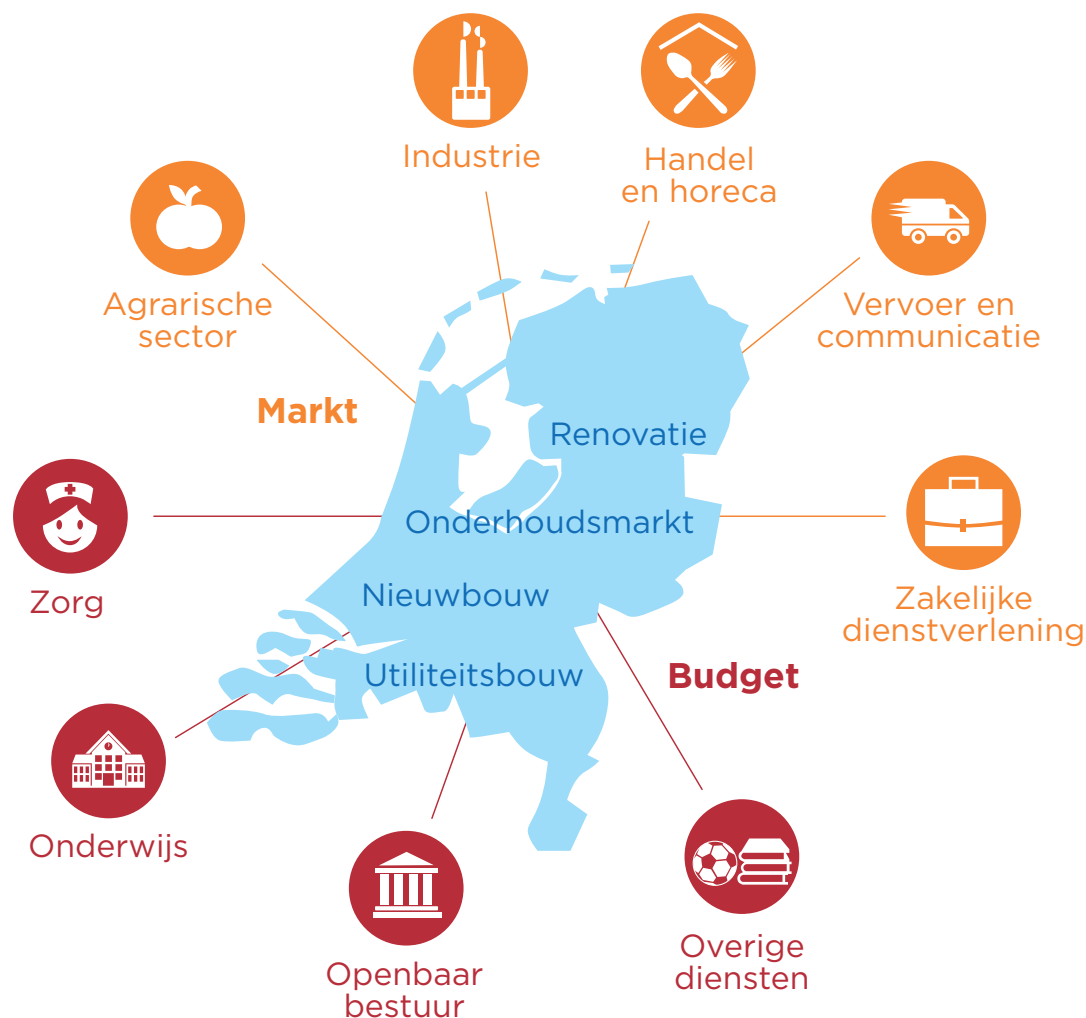 Industrie
Handel
en horeca
Agrarische
sector
Vervoer en
communicatie
Markt
Renovatie
Onderhoudsmarkt
Zorg
Nieuwbouw
Zakelijke
dienstverlening
Utiliteitsbouw
Budget
Onderwijs
Openbaar
bestuur
Overige
diensten